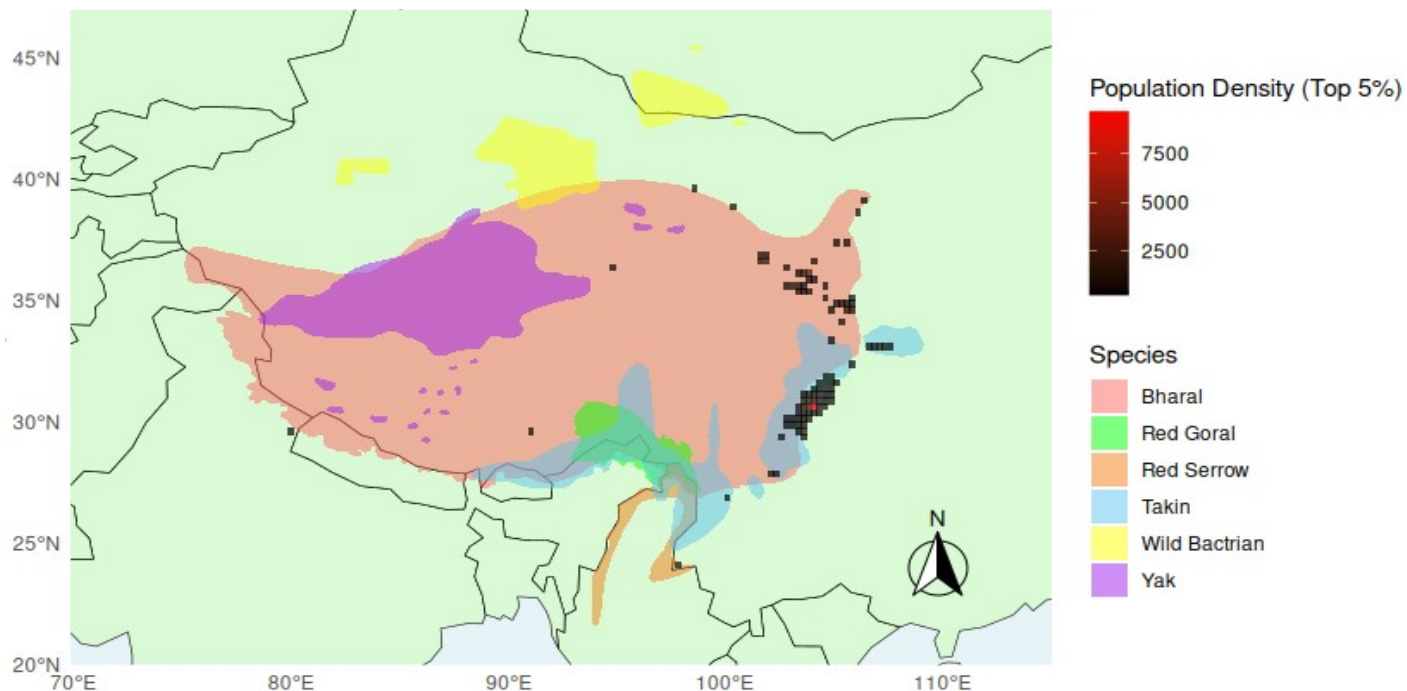 45°N
40°N
35°N
30°N
25°N
20°N
70°E
80°E
90°E
100°E
110°E
N
Population Density (Top 5%)
7500
5000
2500
Species
Bharal
Red Goral
Red Serrow
Takin
Wild Bactrian
Yak